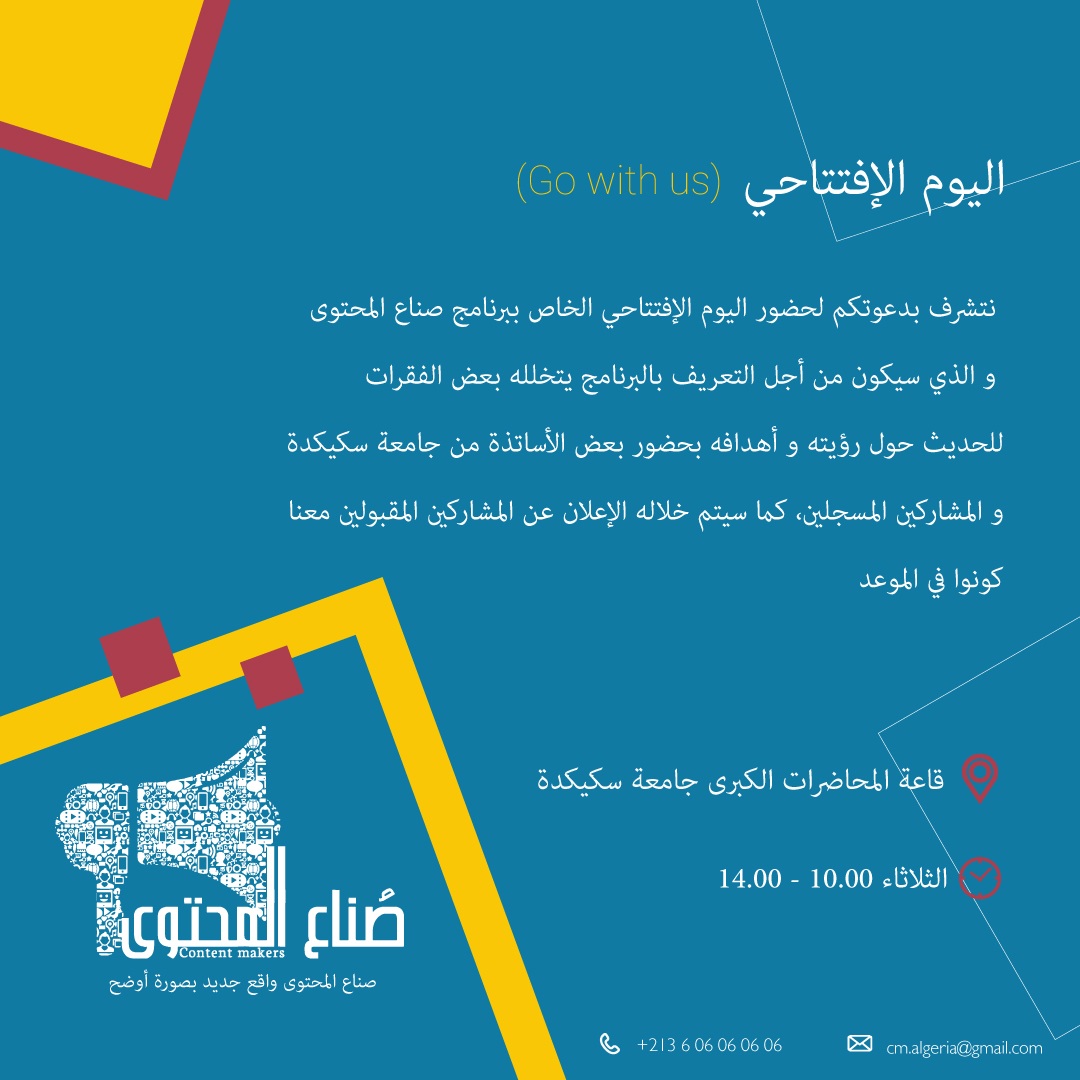 اليوم الإفتتاحي (Go with us)
نتشرف بدعوتكم لحضور اليوم الإفتتاحي الخاص ببرنامج صناع المحتوى
و الذي سيكون من أجل التعريف بالبرنامج يتخلله بعض الفقرات
للحديث حول رؤيته و أهدافه بحضور بعض الأساتذة من جامعة سكيكدة
و المشاركين المسجلين، كما سيتم خلاله الإعلان عن المشاركين المقبولين معنا
كونوا في الموعد
قاعة المحاضرات الكبرى جامعة سكيكدة
الثلاثاء 10.00 - 14.00
صُناع المحتوى
Content makers
صناع المحتوى واقع جديد بصورة أوضح
+213 6 06 06 06 06
cm.algeria@gmail.com